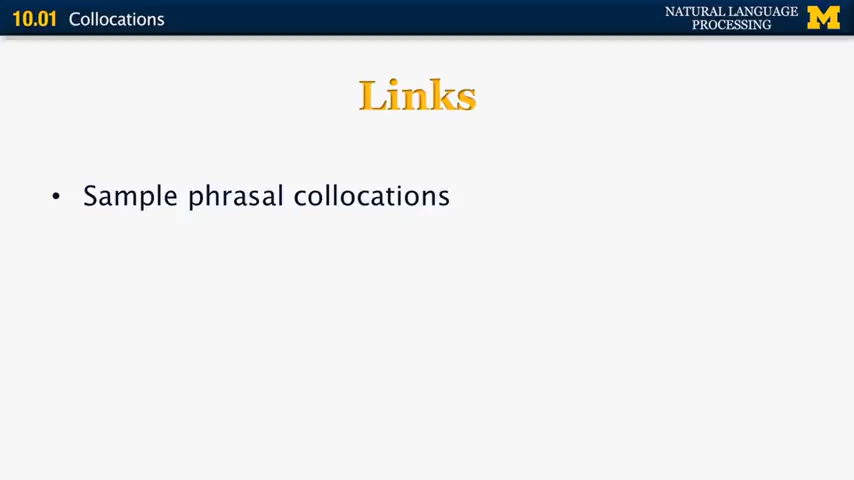 10.01 Collocations
NATURAL LANGUAGE
PROCESSING
M
Links
• Sample phrasal collocations